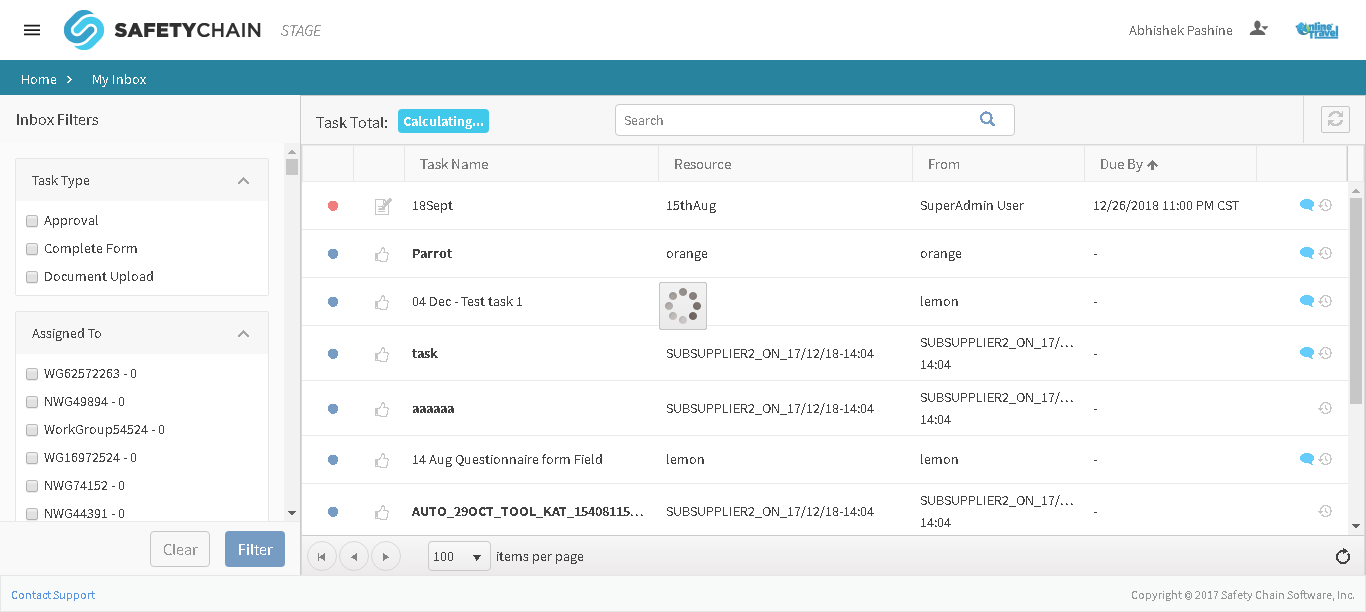 SAFETYCHAIN STAGE
Abhishek Pashine
Online Travel
Home
My Inbox
Inbox Filters
Task Total: Calculating...
Search
Task Type
Approval
Complete Form
Document Upload
Assigned To
WG62572263 - 0
NWG49894 - 0
WorkGroup54524 - 0
WG16972524 - 0
NWG74152 - 0
NWG44391 - 0
Clear
Filter
Task Name Resource From Due By
18Sept 15thAug SuperAdmin User 12/26/2018 11:00 PM CST
Parrot orange orange -
04 Dec - Test task 1 lemon -
task SUBSUPPLIER2_ON_17/12/18-14:04 SUBSUPPLIER2_ON_17/... -
14:04
aaaaaa SUBSUPPLIER2_ON_17/12/18-14:04 SUBSUPPLIER2_ON_17/... -
14:04
14 Aug Questionnaire form Field lemon lemon -
AUTO_29OCT_TOOL_KAT_15408115... SUBSUPPLIER2_ON_17/12/18-14:04 SUBSUPPLIER2_ON_17/... -
14:04
100 items per page
Contact Support
Copyright © 2017 Safety Chain Software, Inc.